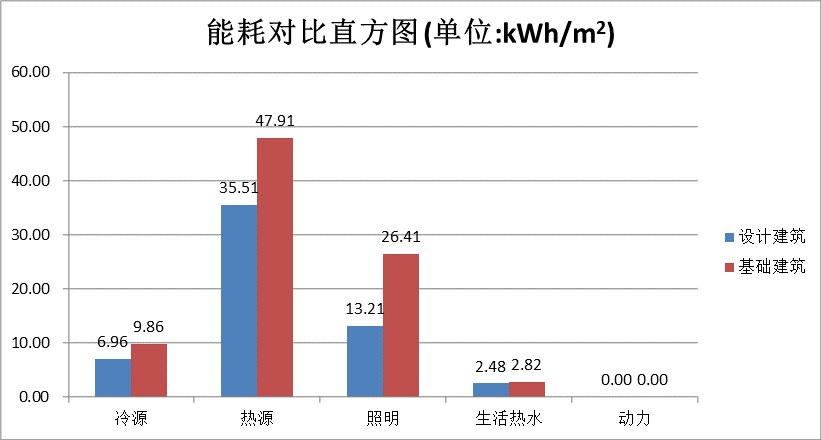 能耗对比直方图(单位:kWh/m²)
60.00
50.00
40.00
30.00
20.00
10.00
0.00
6.96
9.86
35.51
47.91
13.21
26.41
2.48
2.82
0.00
0.00
冷源
热源
照明
生活热水
动力
设计建筑
基础建筑